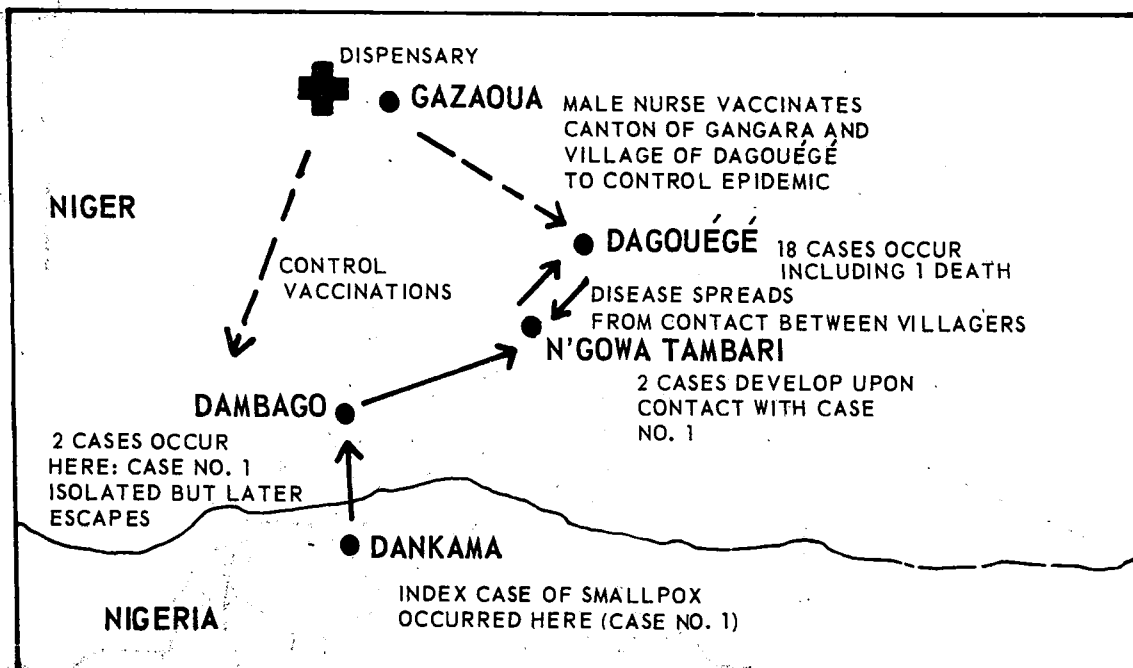 DISPENSARY
GAZAOUA
MALE NURSE VACCINATES
CANTON OF GANGARA AND
VILLAGE OF DAGOUÉGÉ
TO CONTROL EPIDEMIC
NIGER
DAGOUÉGÉ
18 CASES OCCUR
INCLUDING 1 DEATH
CONTROL
VACCINATIONS
DISEASE SPREADS
FROM CONTACT BETWEEN VILLAGERS
N'GOWA TAMBARI
2 CASES DEVELOP UPON
CONTACT WITH CASE
NO. 1
DAMBAGO
2 CASES OCCUR
HERE: CASE NO. 1
ISOLATED BUT LATER
ESCAPES
DANKAMA
INDEX CASE OF SMALLPOX
OCCURRED HERE (CASE NO. 1)
NIGERIA